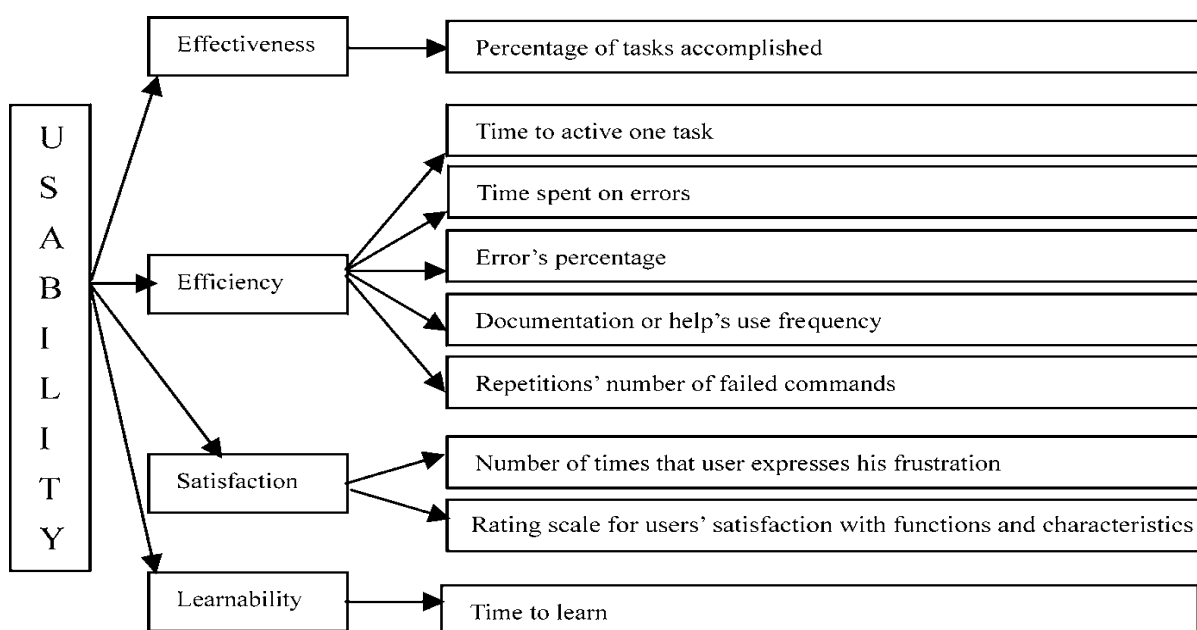 USABILITY
Effectiveness
Percentage of tasks accomplished
Efficiency
Time to active one task
Time spent on errors
Error's percentage
Documentation or help's use frequency
Repetitions' number of failed commands
Satisfaction
Number of times that user expresses his frustration
Rating scale for users' satisfaction with functions and characteristics
Learnability
Time to learn